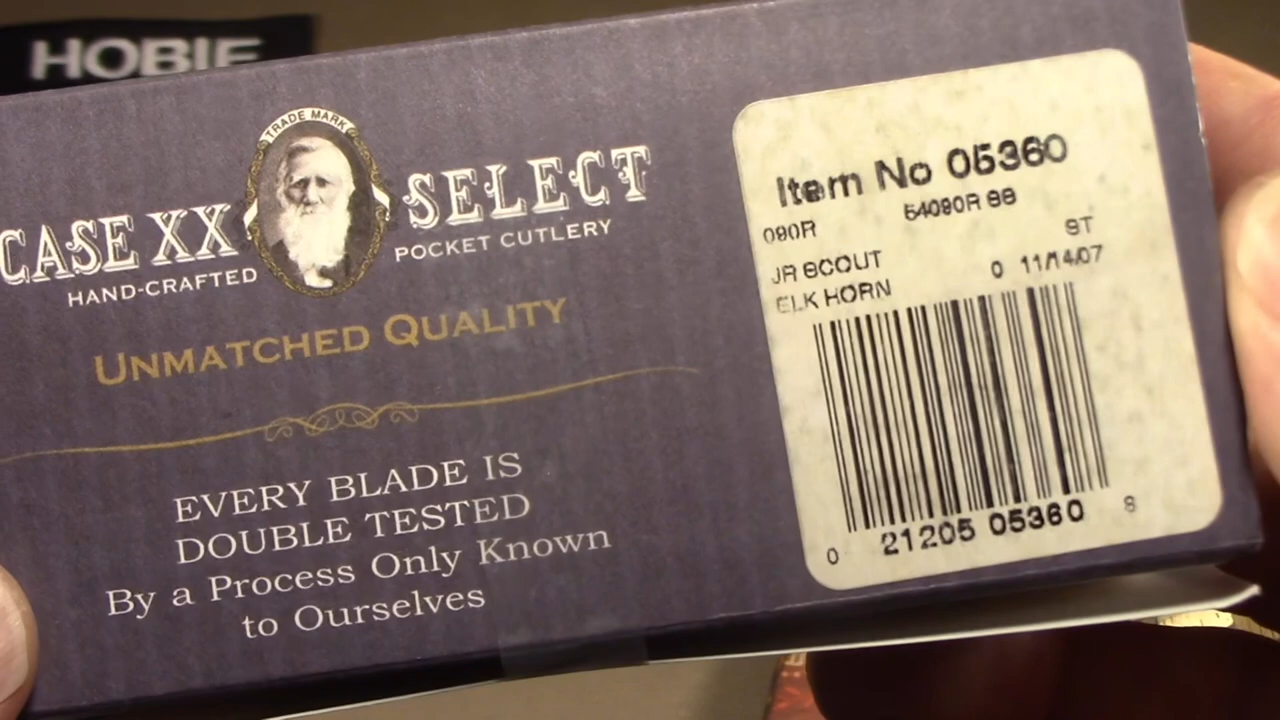 HOBIE
TRADE MARK
CASE XX SELECT
HAND-CRAFTED POCKET CUTLERY
UNMATCHED QUALITY
EVERY BLADE IS
DOUBLE TESTED
By a Process Only Known
to Ourselves
Item No 05360
090R 54090R SS
JR SCOUT ST
ELK HORN 0 11/14/07
0 21205 05360 8